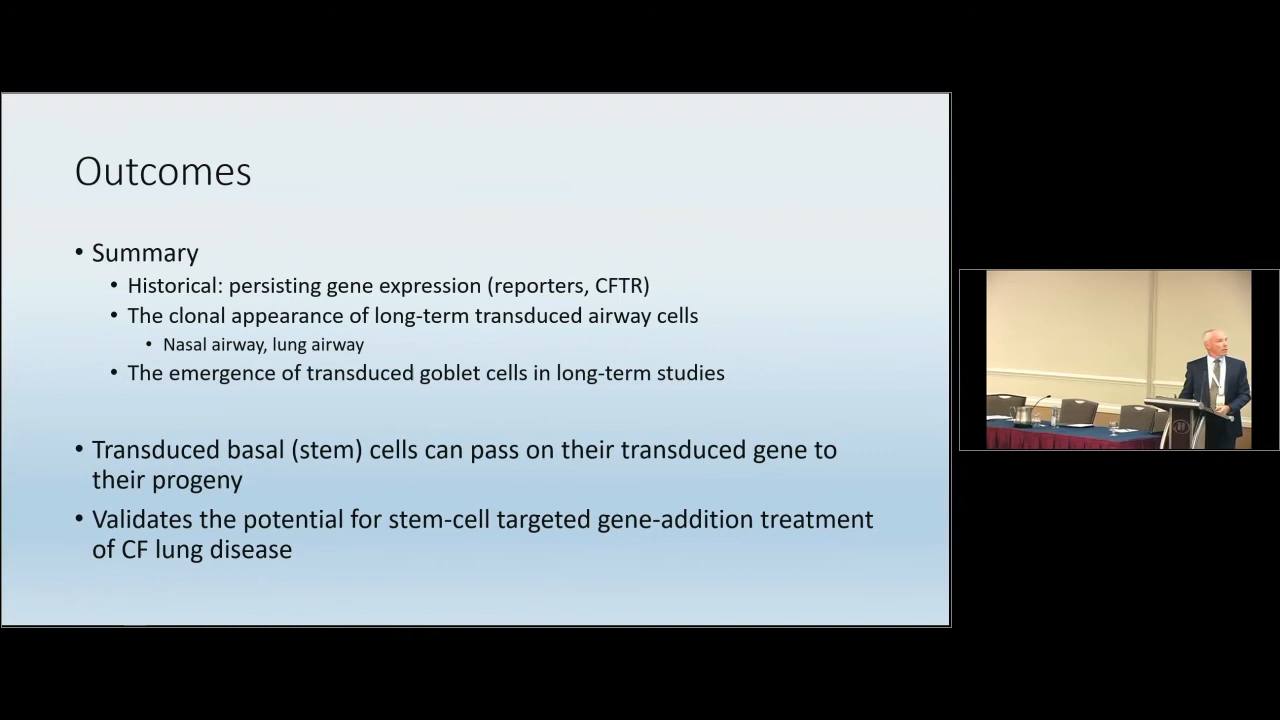 Outcomes
• Summary
• Historical: persisting gene expression (reporters, CFTR)
• The clonal appearance of long-term transduced airway cells
• Nasal airway, lung airway
• The emergence of transduced goblet cells in long-term studies
• Transduced basal (stem) cells can pass on their transduced gene to
their progeny
• Validates the potential for stem-cell targeted gene-addition treatment
of CF lung disease